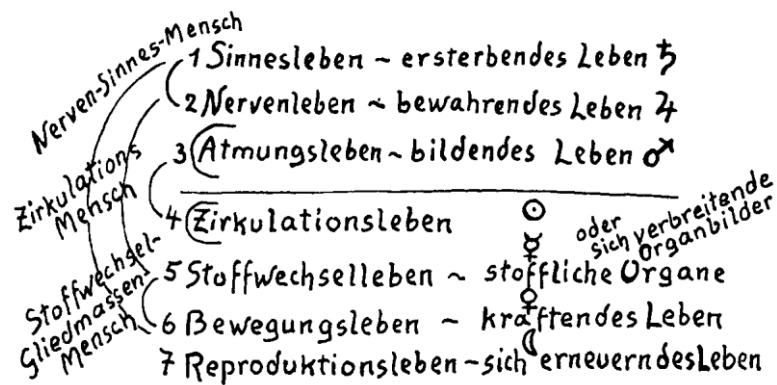 Nerven-Sinnes-Mensch
1 Sinnesleben ~ ersterbendes Leben ♄
2 Nervenleben ~ bewahrendes Leben ♃
3 Atmungsleben ~ bildendes Leben ♂
Zirkulations
Mensch
4 Zirkulationsleben ☉
oder
sich verbreitende
Organbilder
☿
Stoffwechsel-
Gliedmassen-
Mensch
5 Stoffwechselleben ~ stoffliche Organe
♀
6 Bewegungsleben ~ kraftendes Leben
☾
7 Reproduktionsleben ~ sich erneuerndes Leben